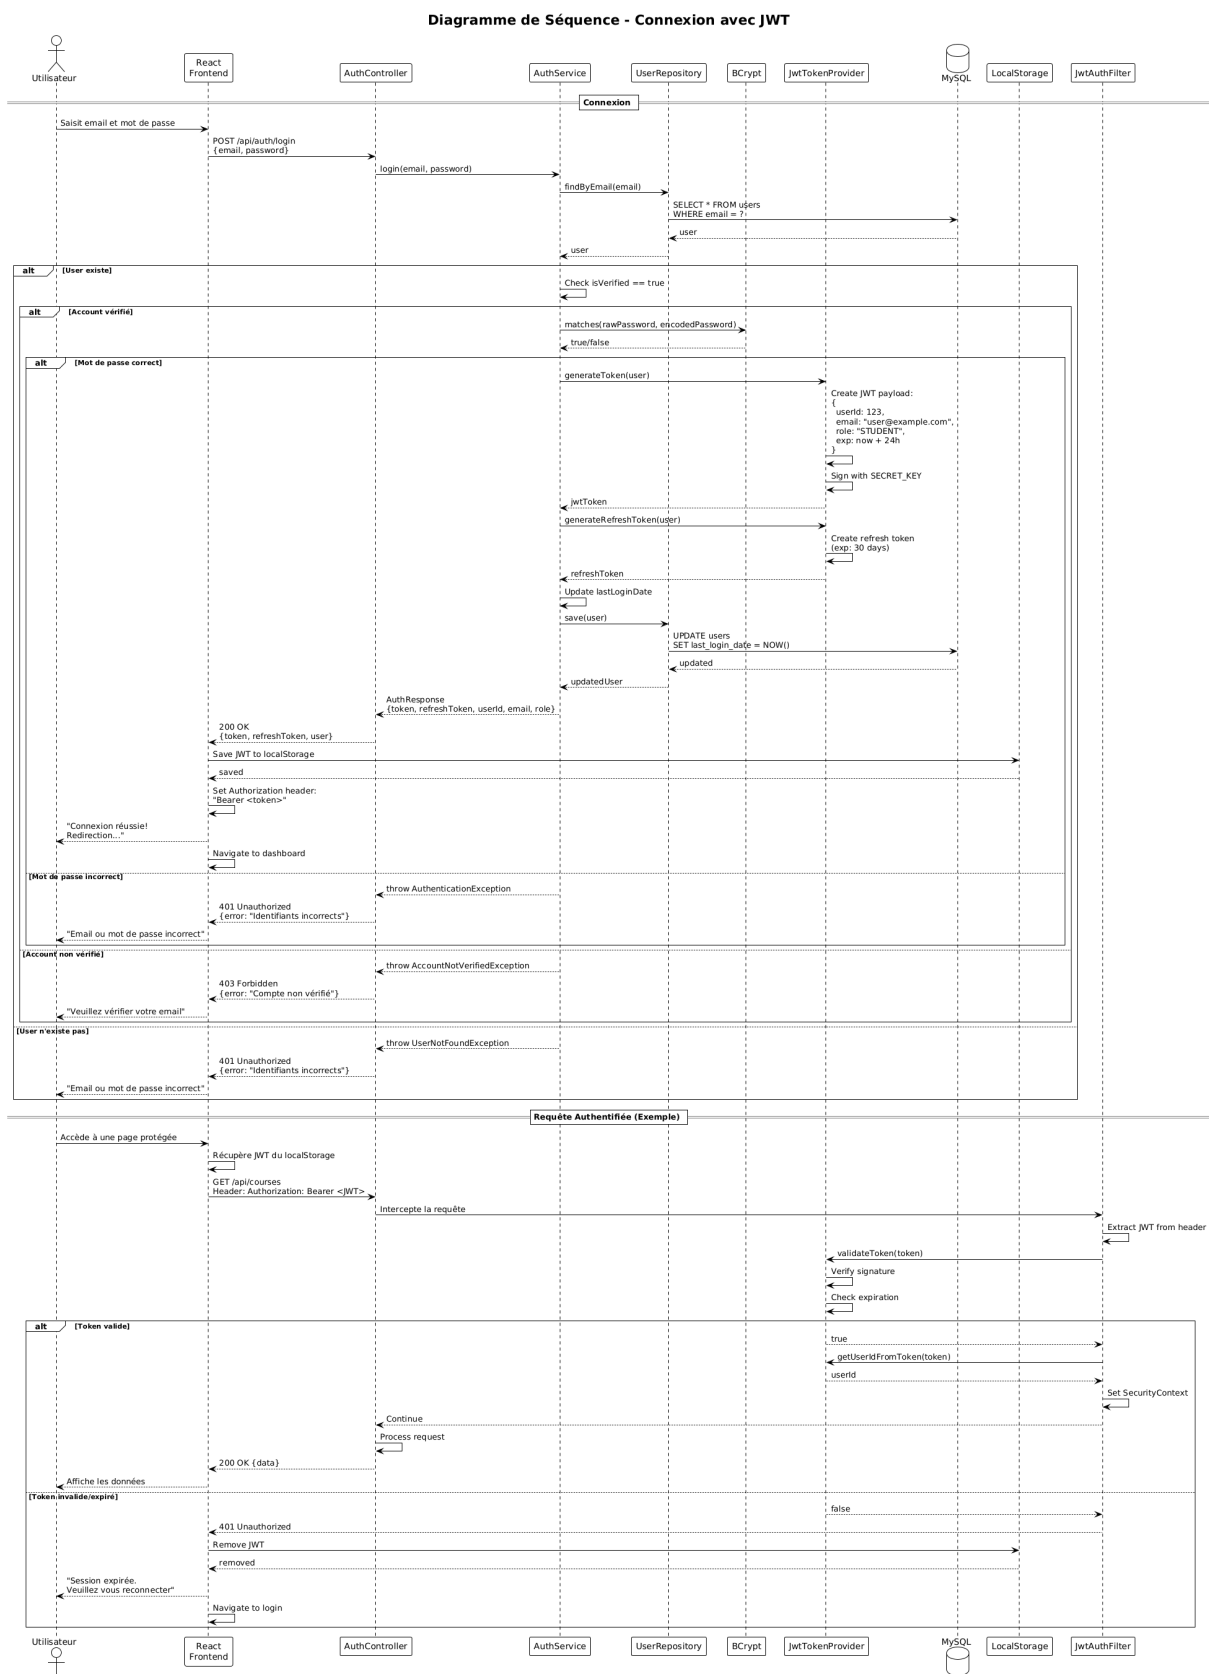 Diagramme de Séquence - Connexion avec JWT
Utilisateur
React
Frontend
AuthController
AuthService
UserRepository
BCrypt
JwtTokenProvider
MySQL
LocalStorage
JwtAuthFilter
Connexion
Saisit email et mot de passe
POST /api/auth/login
{email, password}
login(email, password)
findByEmail(email)
SELECT * FROM users
WHERE email = ?
user
user
alt
[User existe]
Check isVerified == true
alt
[Account vérifié]
matches(rawPassword, encodedPassword)
true/false
alt
[Mot de passe correct]
generateToken(user)
Create JWT payload:
{
userId: 123,
email: "user@example.com",
role: "STUDENT",
exp: now + 24h
}
Sign with SECRET_KEY
jwtToken
generateRefreshToken(user)
Create refresh token
(exp: 30 days)
refreshToken
Update lastLoginDate
save(user)
UPDATE users
SET last_login_date = NOW()
updated
updatedUser
AuthResponse
{token, refreshToken, userId, email, role}
200 OK
{token, refreshToken, user}
Save JWT to localStorage
saved
Set Authorization header:
"Bearer <token>"
"Connexion réussie!
Redirection..."
Navigate to dashboard
[Mot de passe incorrect]
throw AuthenticationException
401 Unauthorized
{error: "Identifiants incorrects"}
"Email ou mot de passe incorrect"
[Account non vérifié]
throw AccountNotVerifiedException
403 Forbidden
{error: "Compte non vérifié"}
"Veuillez vérifier votre email"
[User n'existe pas]
throw UserNotFoundException
401 Unauthorized
{error: "Identifiants incorrects"}
"Email ou mot de passe incorrect"
Requête Authentifiée (Exemple)
Accède à une page protégée
Récupère JWT du localStorage
GET /api/courses
Header: Authorization: Bearer <JWT>
Intercepte la requête
Extract JWT from header
validateToken(token)
Verify signature
Check expiration
alt
[Token valide]
true
getUserIdFromToken(token)
userId
Set SecurityContext
Continue
Process request
200 OK {data}
Affiche les données
[Token invalide/expiré]
false
401 Unauthorized
Remove JWT
removed
"Session expirée.
Veuillez vous reconnecter"
Navigate to login
Utilisateur
React
Frontend
AuthController
AuthService
UserRepository
BCrypt
JwtTokenProvider
MySQL
LocalStorage
JwtAuthFilter